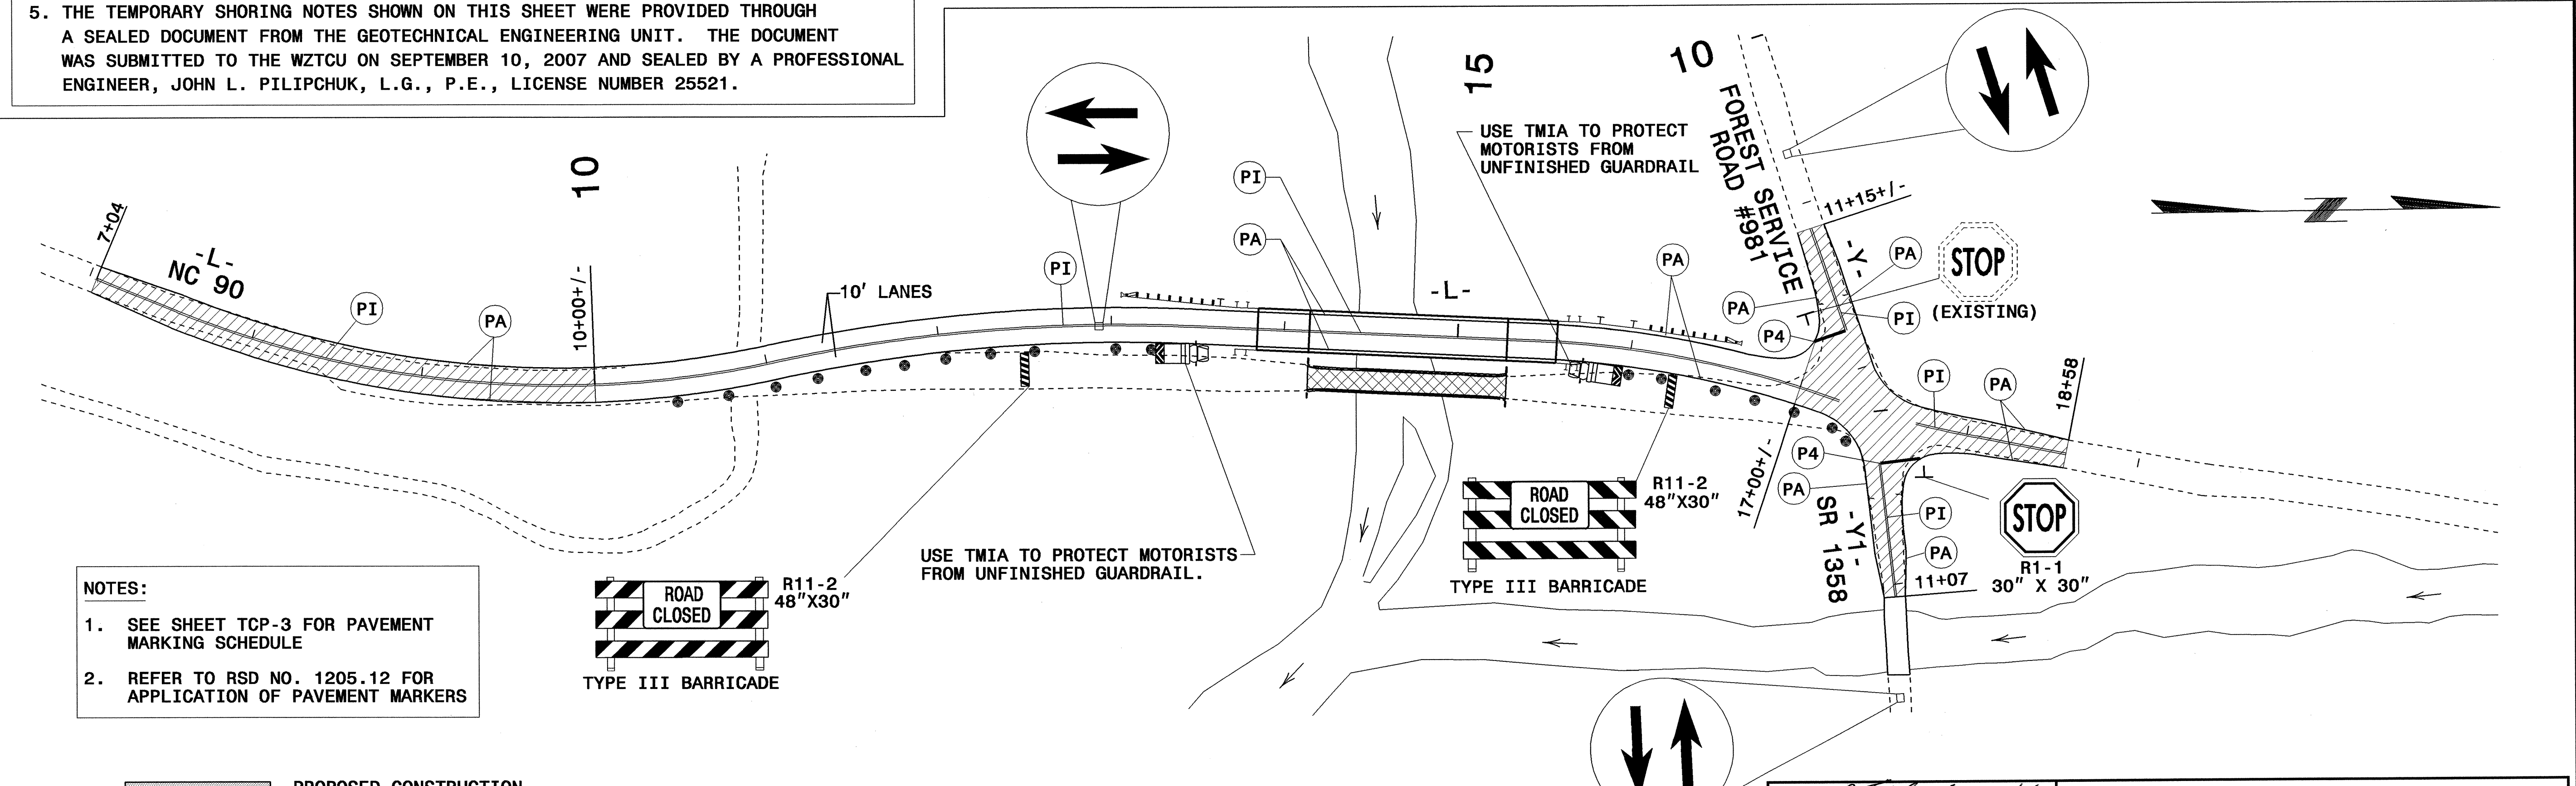 5. THE TEMPORARY SHORING NOTES SHOWN ON THIS SHEET WERE PROVIDED THROUGH
A SEALED DOCUMENT FROM THE GEOTECHNICAL ENGINEERING UNIT. THE DOCUMENT
WAS SUBMITTED TO THE WZTCU ON SEPTEMBER 10, 2007 AND SEALED BY A PROFESSIONAL
ENGINEER, JOHN L. PILIPCHUK, L.G., P.E., LICENSE NUMBER 25521.
15
10
USE TMIA TO PROTECT
MOTORISTS FROM
UNFINISHED GUARDRAIL
FOREST SERVICE
ROAD #981
11+15+/-
10
7+04
-L-
NC 90
PI
PA
10+00+/-
10' LANES
PI
PI
PA
-L-
PA
-Y-
PA
STOP
(EXISTING)
PA
PI
P4
PI
PA
18+58
17+00+/-
P4
PA
-Y1-
SR 1358
PI
PA
11+07
STOP
R1-1
30" X 30"
ROAD
CLOSED
R11-2
48"X30"
TYPE III BARRICADE
USE TMIA TO PROTECT MOTORISTS
FROM UNFINISHED GUARDRAIL.
ROAD
CLOSED
R11-2
48"X30"
TYPE III BARRICADE
NOTES:
1. SEE SHEET TCP-3 FOR PAVEMENT
MARKING SCHEDULE
2. REFER TO RSD NO. 1205.12 FOR
APPLICATION OF PAVEMENT MARKERS
PROPOSED CONSTRUCTION